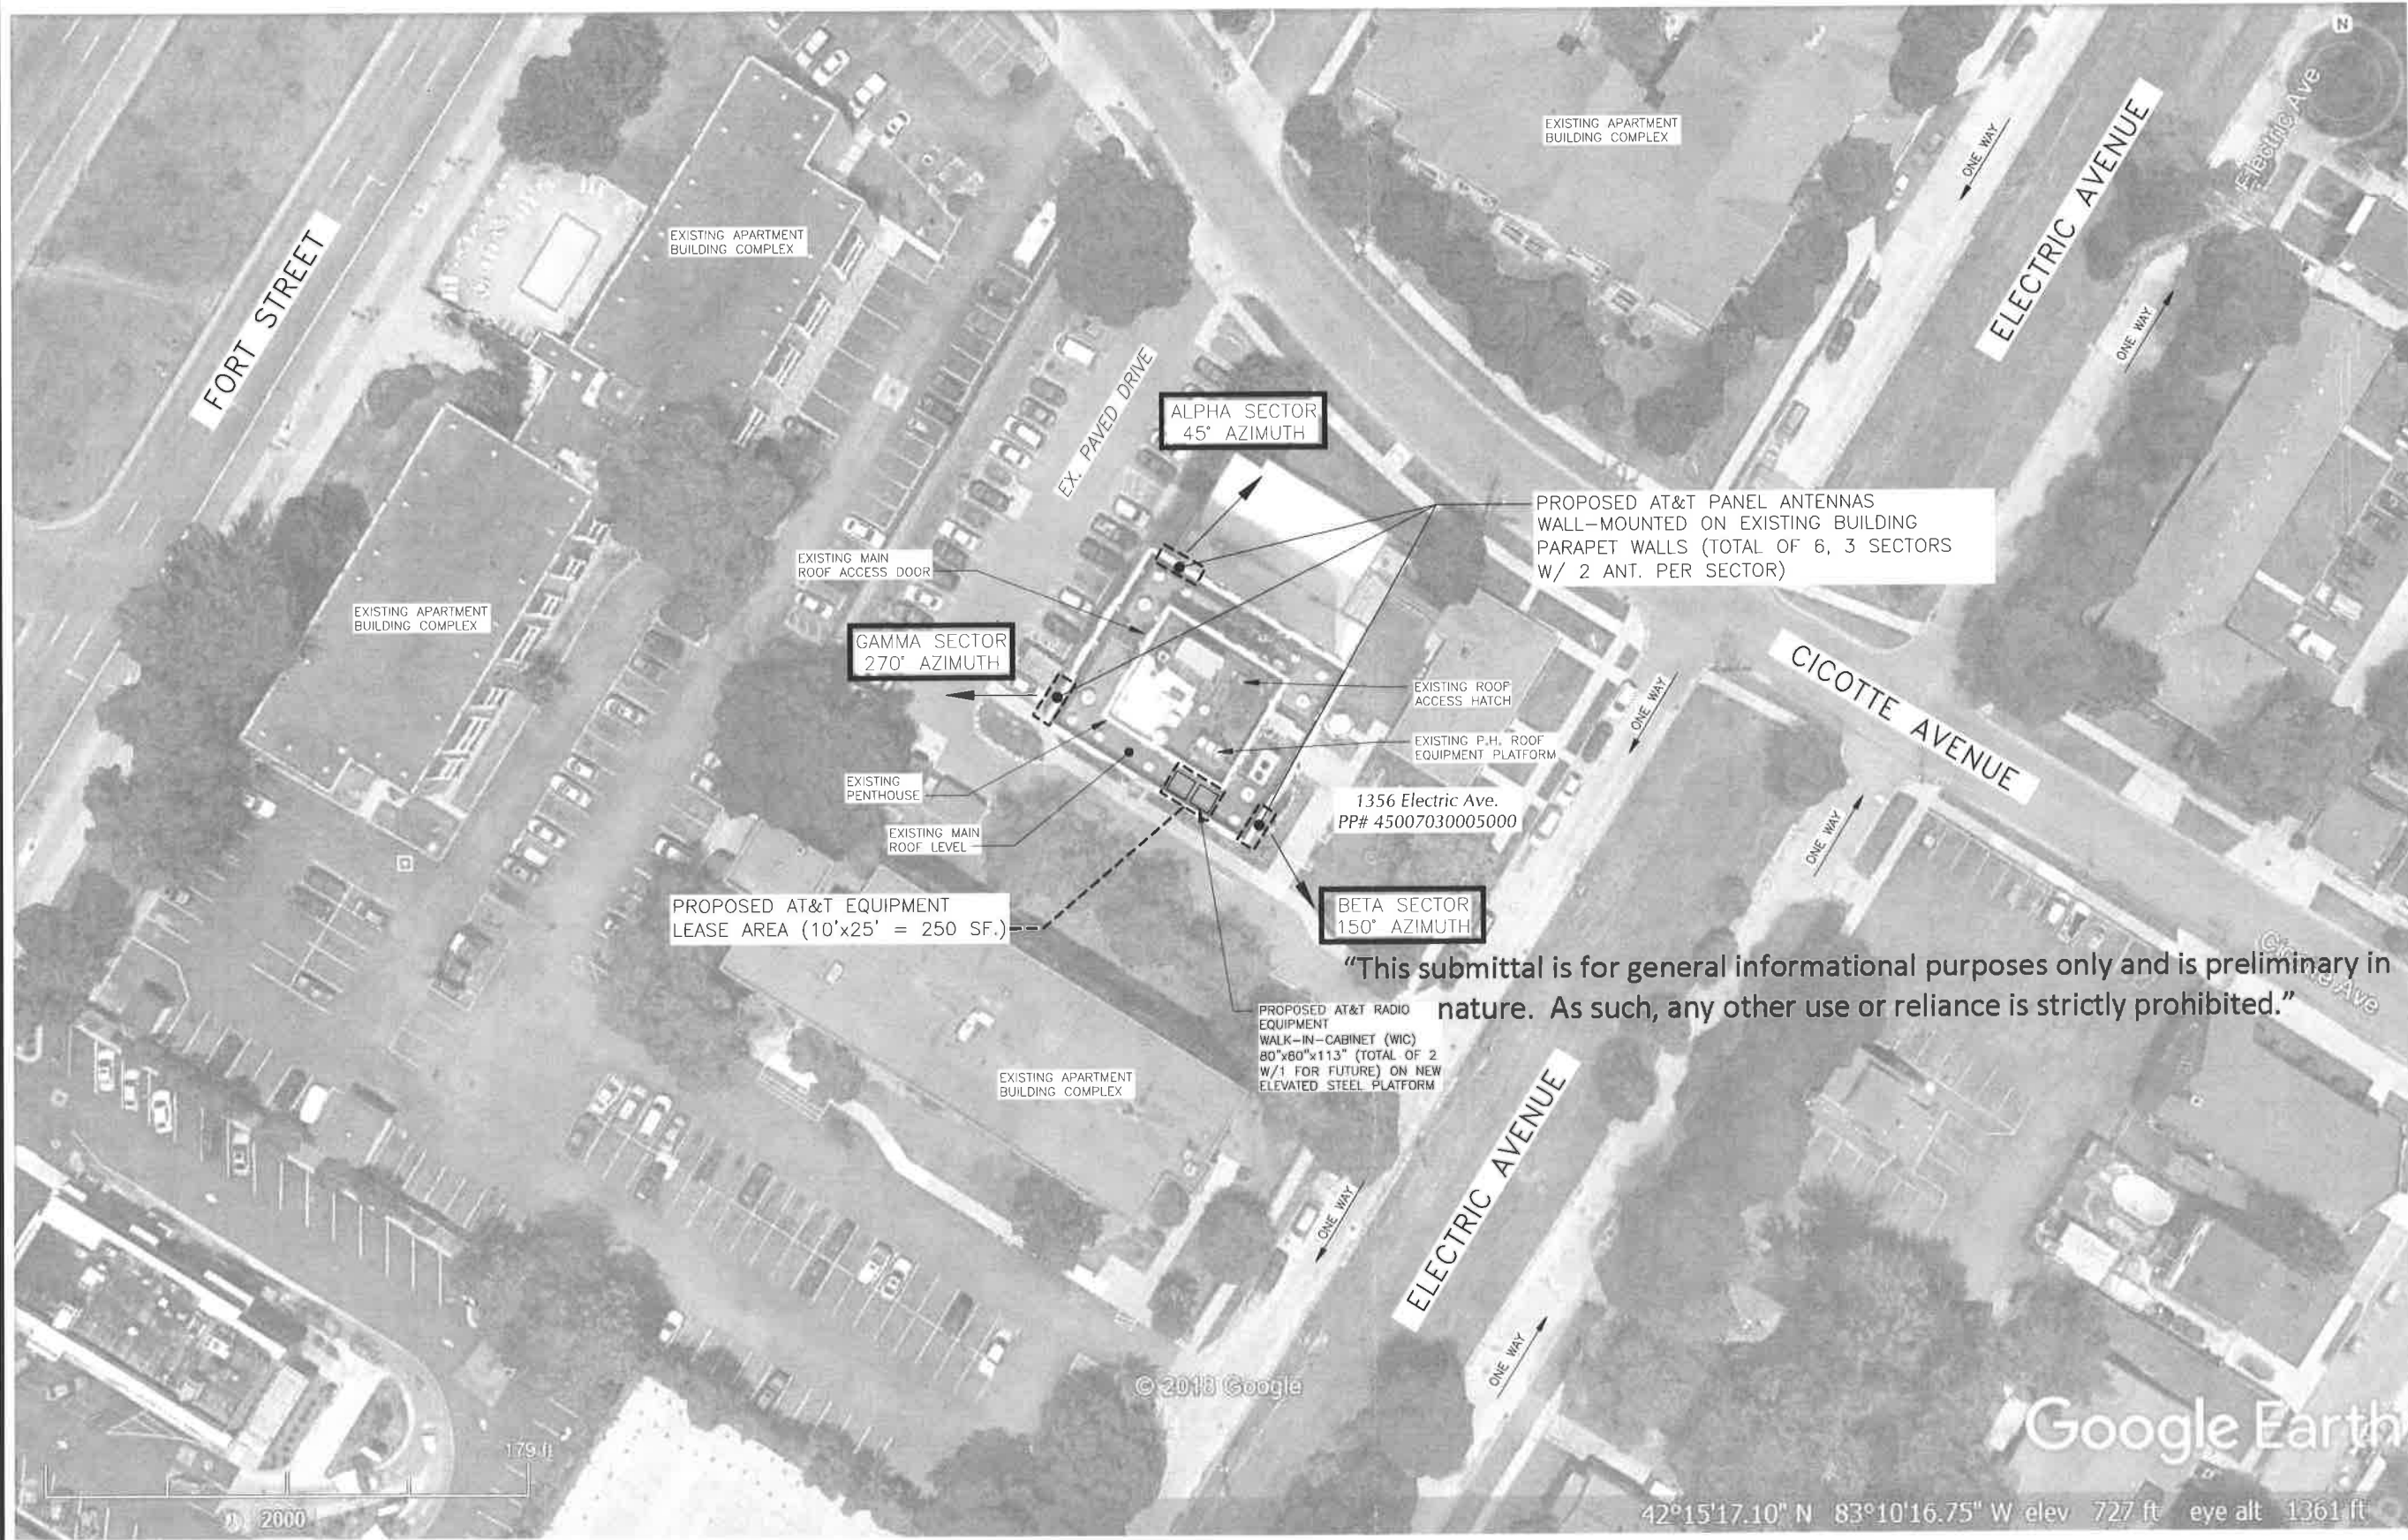 N
Electric Ave
EXISTING APARTMENT
BUILDING COMPLEX
ONE WAY
ELECTRIC AVENUE
ONE WAY
FORT STREET
EXISTING APARTMENT
BUILDING COMPLEX
EX. PAVED DRIVE
ALPHA SECTOR
45° AZIMUTH
PROPOSED AT&T PANEL ANTENNAS
WALL-MOUNTED ON EXISTING BUILDING
PARAPET WALLS (TOTAL OF 6, 3 SECTORS
W/ 2 ANT. PER SECTOR)
EXISTING MAIN
ROOF ACCESS DOOR
EXISTING APARTMENT
BUILDING COMPLEX
GAMMA SECTOR
270° AZIMUTH
EXISTING ROOF
ACCESS HATCH
EXISTING P.H. ROOF
EQUIPMENT PLATFORM
ONE WAY
CICOTTE AVENUE
EXISTING
PENTHOUSE
EXISTING MAIN
ROOF LEVEL
1356 Electric Ave.
PP# 45007030005000
ONE WAY
PROPOSED AT&T EQUIPMENT
LEASE AREA (10'x25' = 250 SF.)
BETA SECTOR
150° AZIMUTH
"This submittal is for general informational purposes only and is preliminary in
nature. As such, any other use or reliance is strictly prohibited."
Cicotte Ave
PROPOSED AT&T RADIO
EQUIPMENT
WALK-IN-CABINET (WIC)
80"x80"x113" (TOTAL OF 2
W/1 FOR FUTURE) ON NEW
ELEVATED STEEL PLATFORM
EXISTING APARTMENT
BUILDING COMPLEX
ELECTRIC AVENUE
ONE WAY
ONE WAY
© 2018 Google
Google Earth
179 ft
2000
42°15'17.10" N 83°10'16.75" W elev 727 ft eye alt 1361 ft